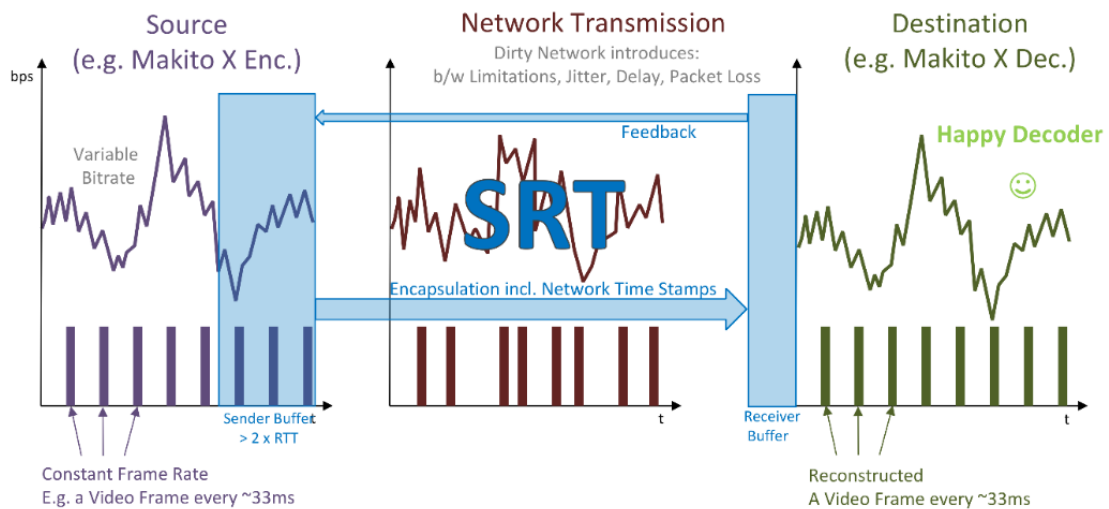 Source
(e.g. Makito X Enc.)
Network Transmission
Dirty Network introduces:
b/w Limitations, Jitter, Delay, Packet Loss
Destination
(e.g. Makito X Dec.)
bps
Variable
Bitrate
Feedback
SRT
Happy Decoder
Encapsulation incl. Network Time Stamps
t
Sender Buffer
> 2 x RTT
t
Receiver
Buffer
t
Constant Frame Rate
E.g. a Video Frame every ~33ms
Reconstructed
A Video Frame every ~33ms